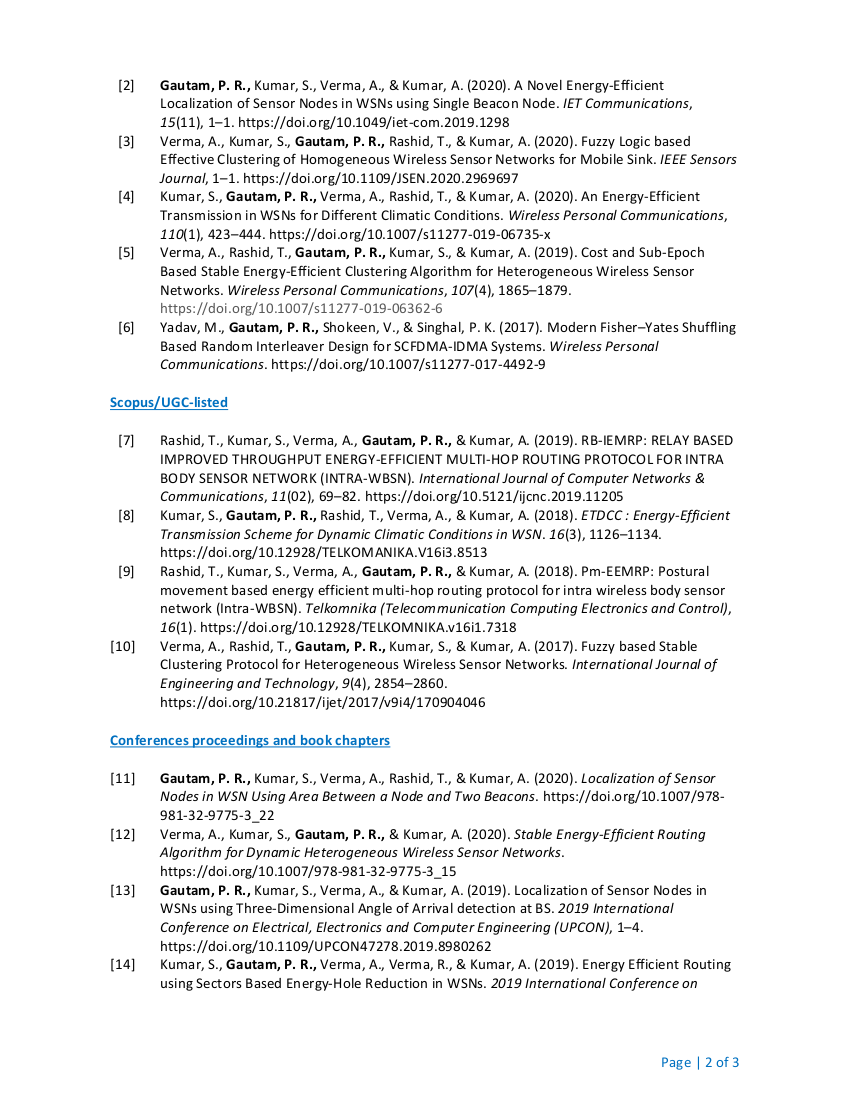 [2] Gautam, P. R., Kumar, S., Verma, A., & Kumar, A. (2020). A Novel Energy-Efficient
Localization of Sensor Nodes in WSNs using Single Beacon Node. IET Communications,
15(11), 1–1. https://doi.org/10.1049/iet-com.2019.1298
[3] Verma, A., Kumar, S., Gautam, P. R., Rashid, T., & Kumar, A. (2020). Fuzzy Logic based
Effective Clustering of Homogeneous Wireless Sensor Networks for Mobile Sink. IEEE Sensors
Journal, 1–1. https://doi.org/10.1109/JSEN.2020.2969697
[4] Kumar, S., Gautam, P. R., Verma, A., Rashid, T., & Kumar, A. (2020). An Energy-Efficient
Transmission in WSNs for Different Climatic Conditions. Wireless Personal Communications,
110(1), 423–444. https://doi.org/10.1007/s11277-019-06735-x
[5] Verma, A., Rashid, T., Gautam, P. R., Kumar, S., & Kumar, A. (2019). Cost and Sub-Epoch
Based Stable Energy-Efficient Clustering Algorithm for Heterogeneous Wireless Sensor
Networks. Wireless Personal Communications, 107(4), 1865–1879.
https://doi.org/10.1007/s11277-019-06362-6
[6] Yadav, M., Gautam, P. R., Shokeen, V., & Singhal, P. K. (2017). Modern Fisher–Yates Shuffling
Based Random Interleaver Design for SCFDMA-IDMA Systems. Wireless Personal
Communications. https://doi.org/10.1007/s11277-017-4492-9
Scopus/UGC-listed
[7] Rashid, T., Kumar, S., Verma, A., Gautam, P. R., & Kumar, A. (2019). RB-IEMRP: RELAY BASED
IMPROVED THROUGHPUT ENERGY-EFFICIENT MULTI-HOP ROUTING PROTOCOL FOR INTRA
BODY SENSOR NETWORK (INTRA-WBSN). International Journal of Computer Networks &
Communications, 11(02), 69–82. https://doi.org/10.5121/ijcnc.2019.11205
[8] Kumar, S., Gautam, P. R., Rashid, T., Verma, A., & Kumar, A. (2018). ETDCC : Energy-Efficient
Transmission Scheme for Dynamic Climatic Conditions in WSN. 16(3), 1126–1134.
https://doi.org/10.12928/TELKOMANIKA.V16i3.8513
[9] Rashid, T., Kumar, S., Verma, A., Gautam, P. R., & Kumar, A. (2018). Pm-EEMRP: Postural
movement based energy efficient multi-hop routing protocol for intra wireless body sensor
network (Intra-WBSN). Telkomnika (Telecommunication Computing Electronics and Control),
16(1). https://doi.org/10.12928/TELKOMNIKA.v16i1.7318
[10] Verma, A., Rashid, T., Gautam, P. R., Kumar, S., & Kumar, A. (2017). Fuzzy based Stable
Clustering Protocol for Heterogeneous Wireless Sensor Networks. International Journal of
Engineering and Technology, 9(4), 2854–2860.
https://doi.org/10.21817/ijet/2017/v9i4/170904046
Conferences proceedings and book chapters
[11] Gautam, P. R., Kumar, S., Verma, A., Rashid, T., & Kumar, A. (2020). Localization of Sensor
Nodes in WSN Using Area Between a Node and Two Beacons. https://doi.org/10.1007/978-
981-32-9775-3_22
[12] Verma, A., Kumar, S., Gautam, P. R., & Kumar, A. (2020). Stable Energy-Efficient Routing
Algorithm for Dynamic Heterogeneous Wireless Sensor Networks.
https://doi.org/10.1007/978-981-32-9775-3_15
[13] Gautam, P. R., Kumar, S., Verma, A., & Kumar, A. (2019). Localization of Sensor Nodes in
WSNs using Three-Dimensional Angle of Arrival detection at BS. 2019 International
Conference on Electrical, Electronics and Computer Engineering (UPCON), 1–4.
https://doi.org/10.1109/UPCON47278.2019.8980262
[14] Kumar, S., Gautam, P. R., Verma, A., Verma, R., & Kumar, A. (2019). Energy Efficient Routing
using Sectors Based Energy-Hole Reduction in WSNs. 2019 International Conference on
Page | 2 of 3